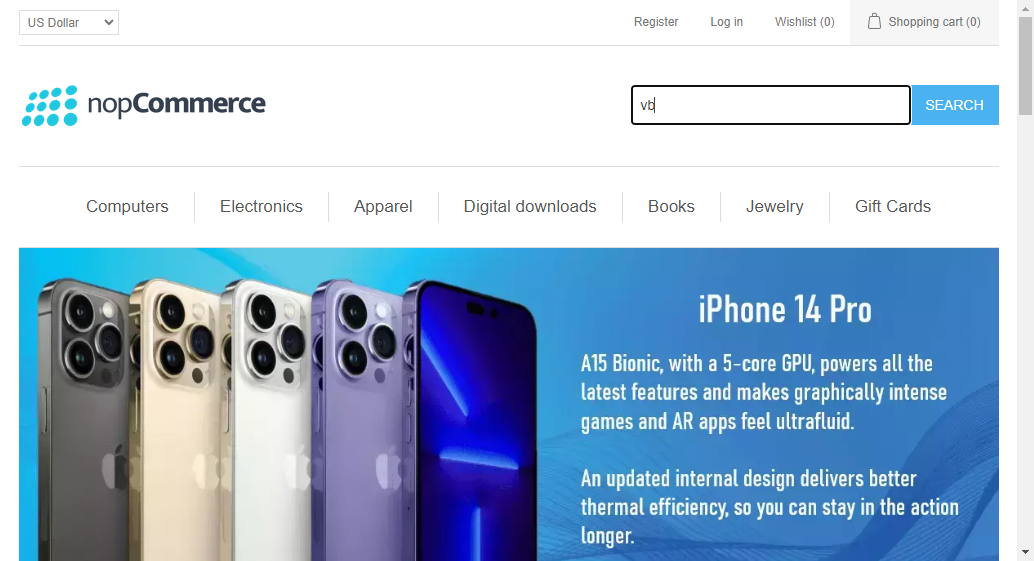 US Dollar
Register
Log in
Wishlist (0)
Shopping cart (0)
nopCommerce
vb
SEARCH
Computers
Electronics
Apparel
Digital downloads
Books
Jewelry
Gift Cards
iPhone 14 Pro
A15 Bionic, with a 5-core GPU, powers all the
latest features and makes graphically intense
games and AR apps feel ultrafluid.
An updated internal design delivers better
thermal efficiency, so you can stay in the action
longer.